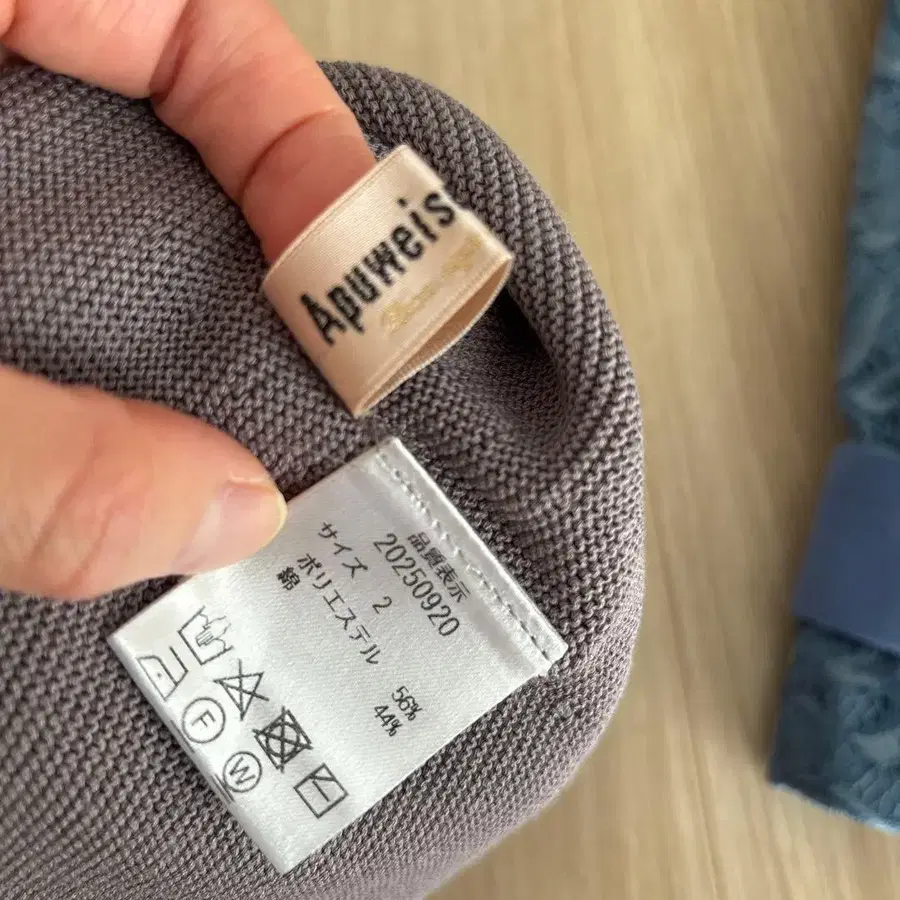 Apuweis
品質表示
20250920
サイズ 2
ポリエステル 56%
綿 44%
F
W